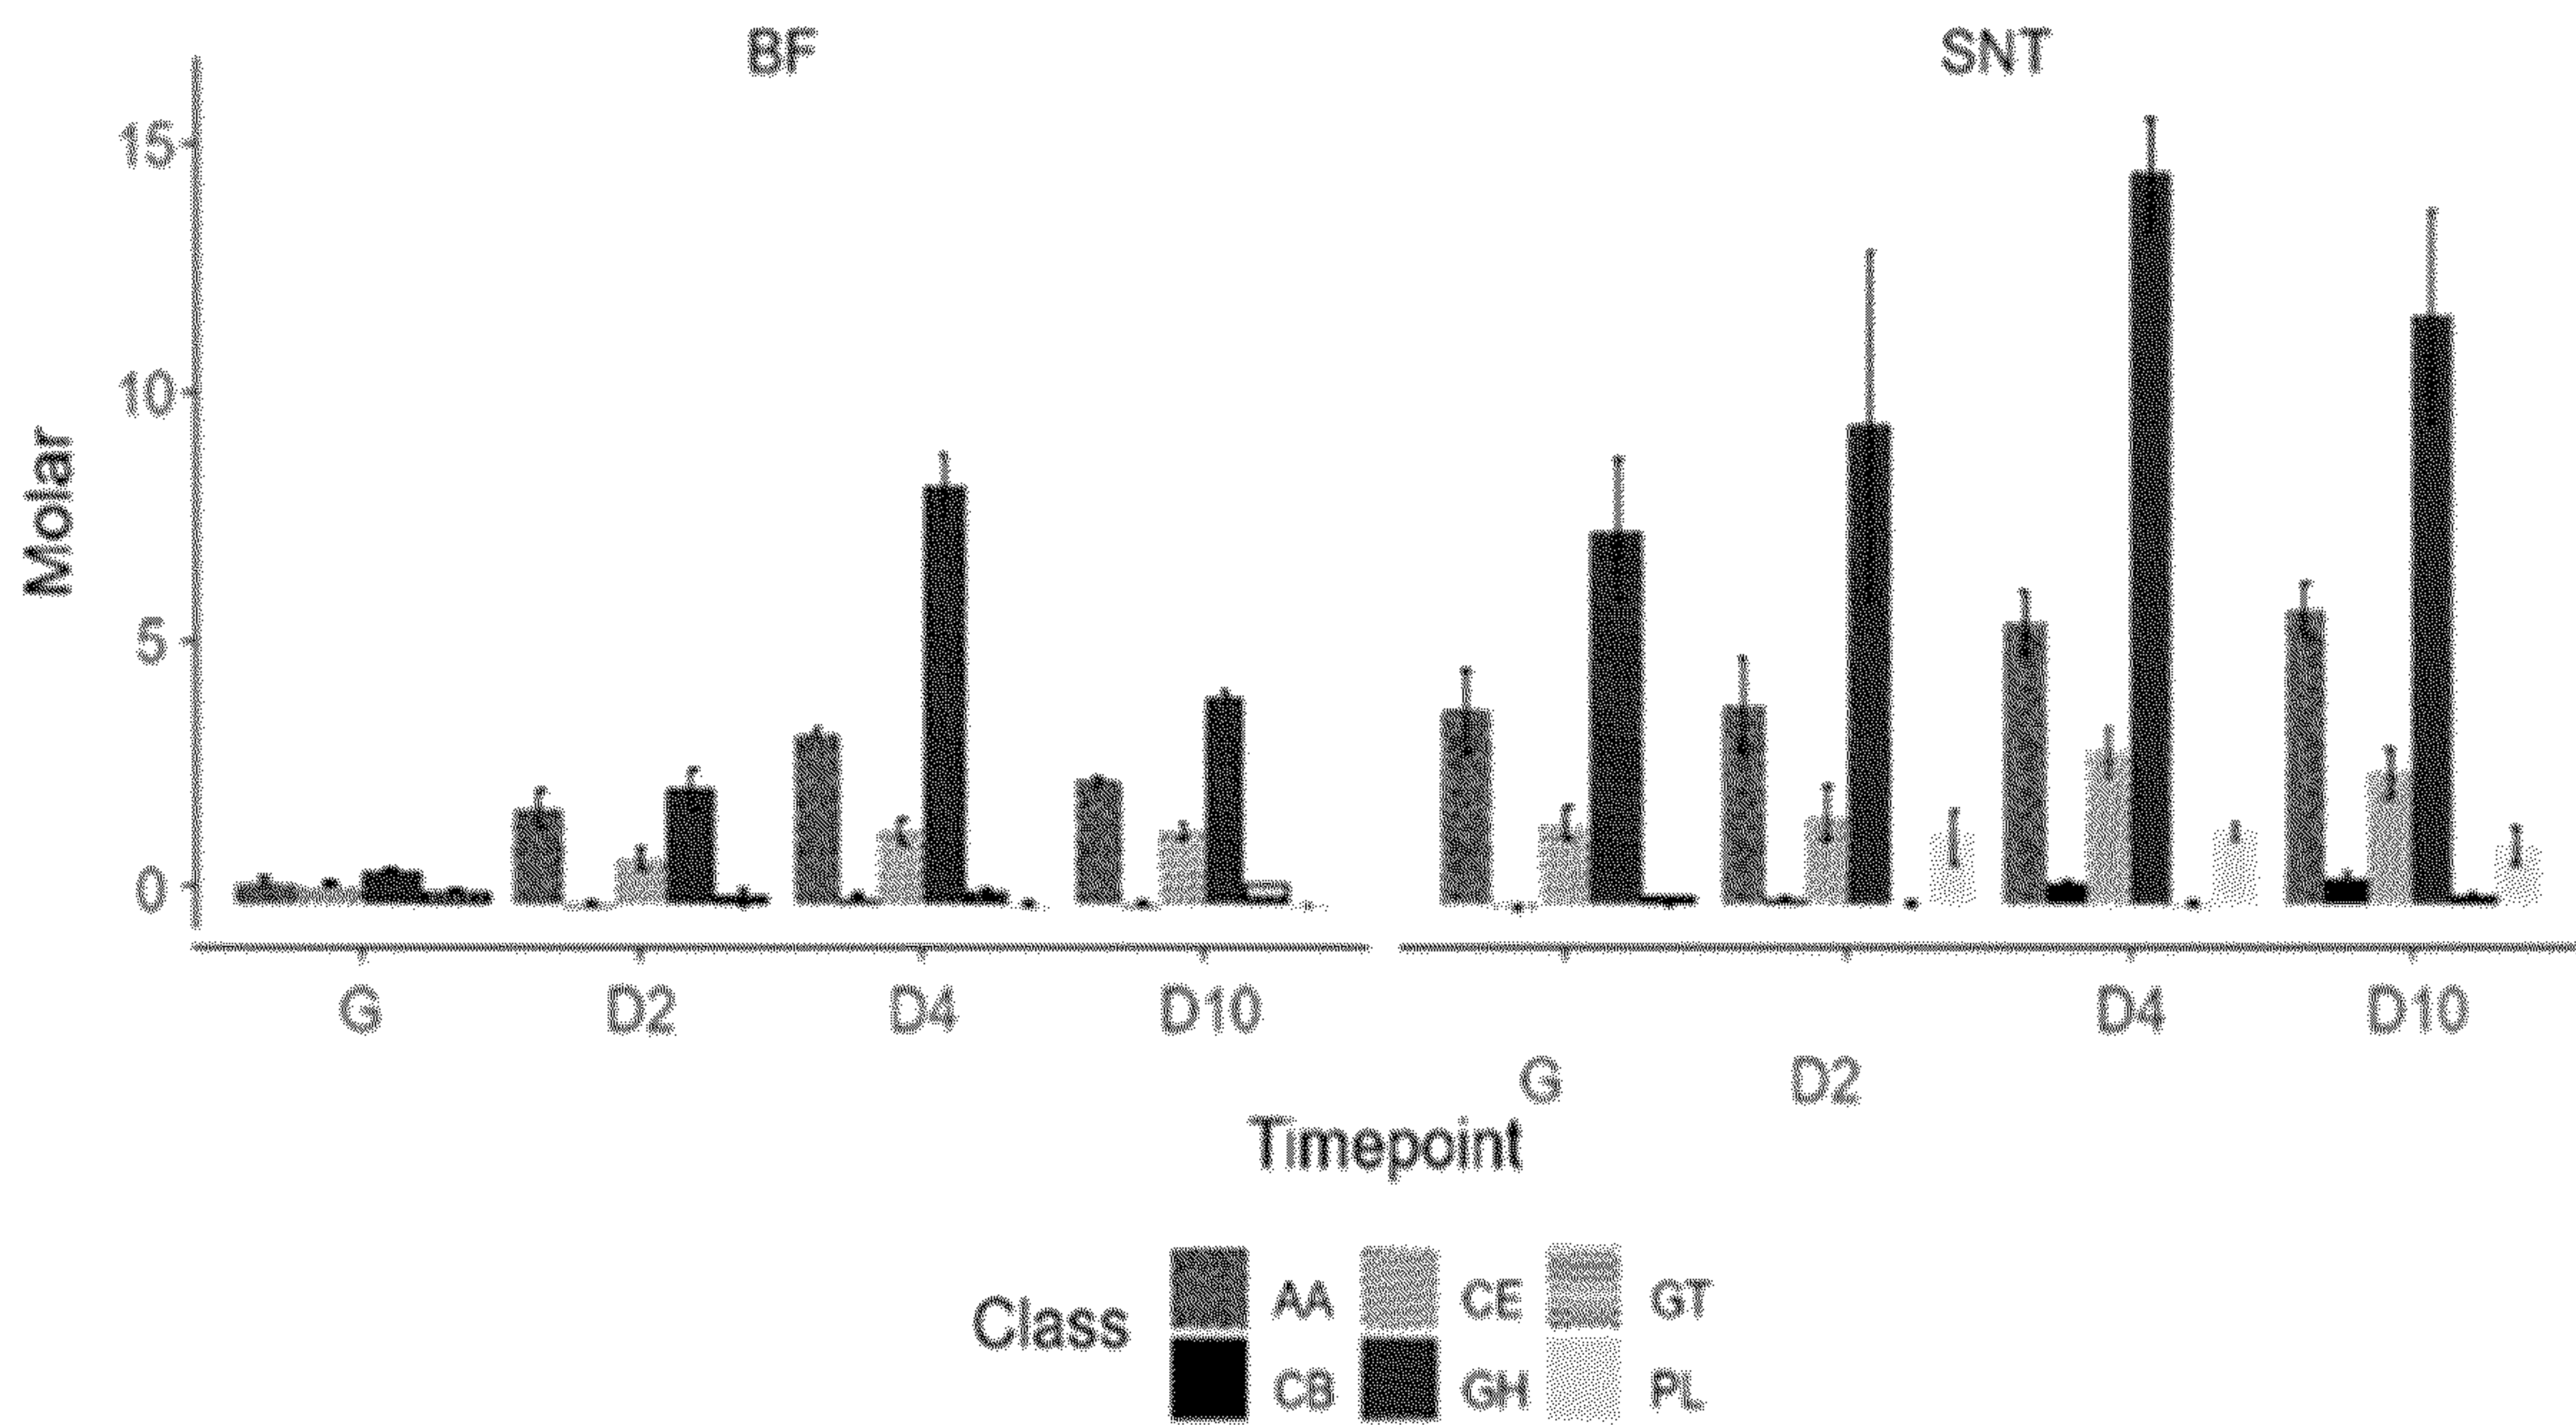 BF
SNT
15
10
5
0
Molar
G D2 D4 D10
D4 D10
G D2
Timepoint
Class
AA CE GT
CB GH PL